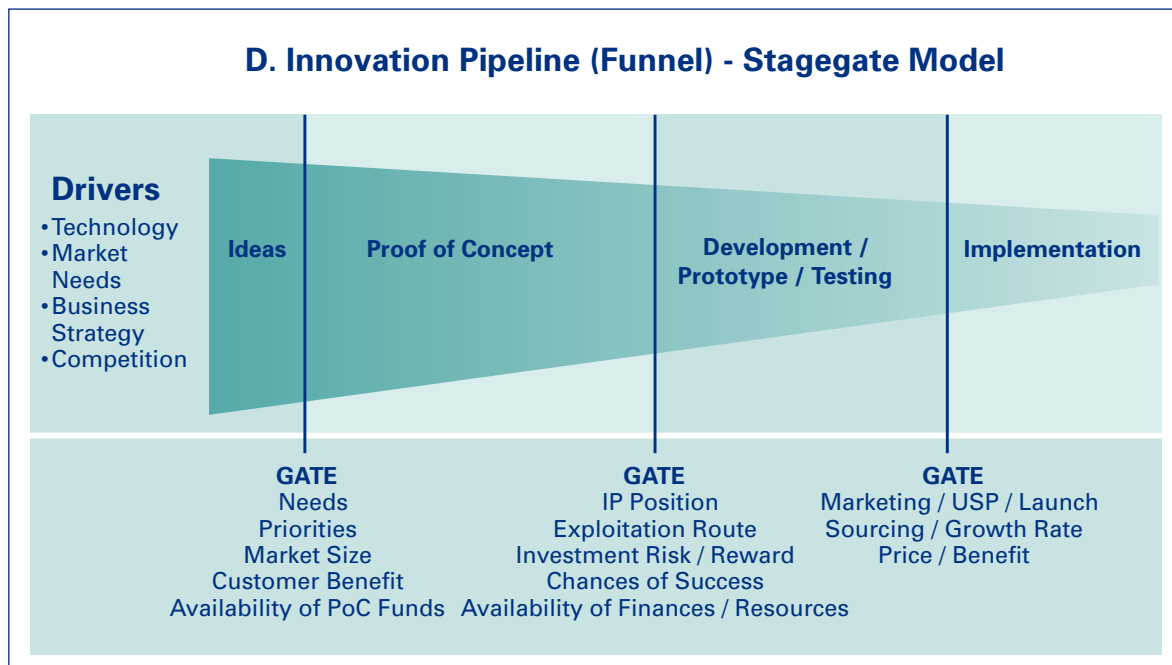 D. Innovation Pipeline (Funnel) - Stagegate Model
Drivers
•Technology
•Market
Needs
•Business
Strategy
•Competition
Ideas
Proof of Concept
Development /
Prototype / Testing
Implementation
GATE
Needs
Priorities
Market Size
Customer Benefit
Availability of PoC Funds
GATE
IP Position
Exploitation Route
Investment Risk / Reward
Chances of Success
Availability of Finances / Resources
GATE
Marketing / USP / Launch
Sourcing / Growth Rate
Price / Benefit